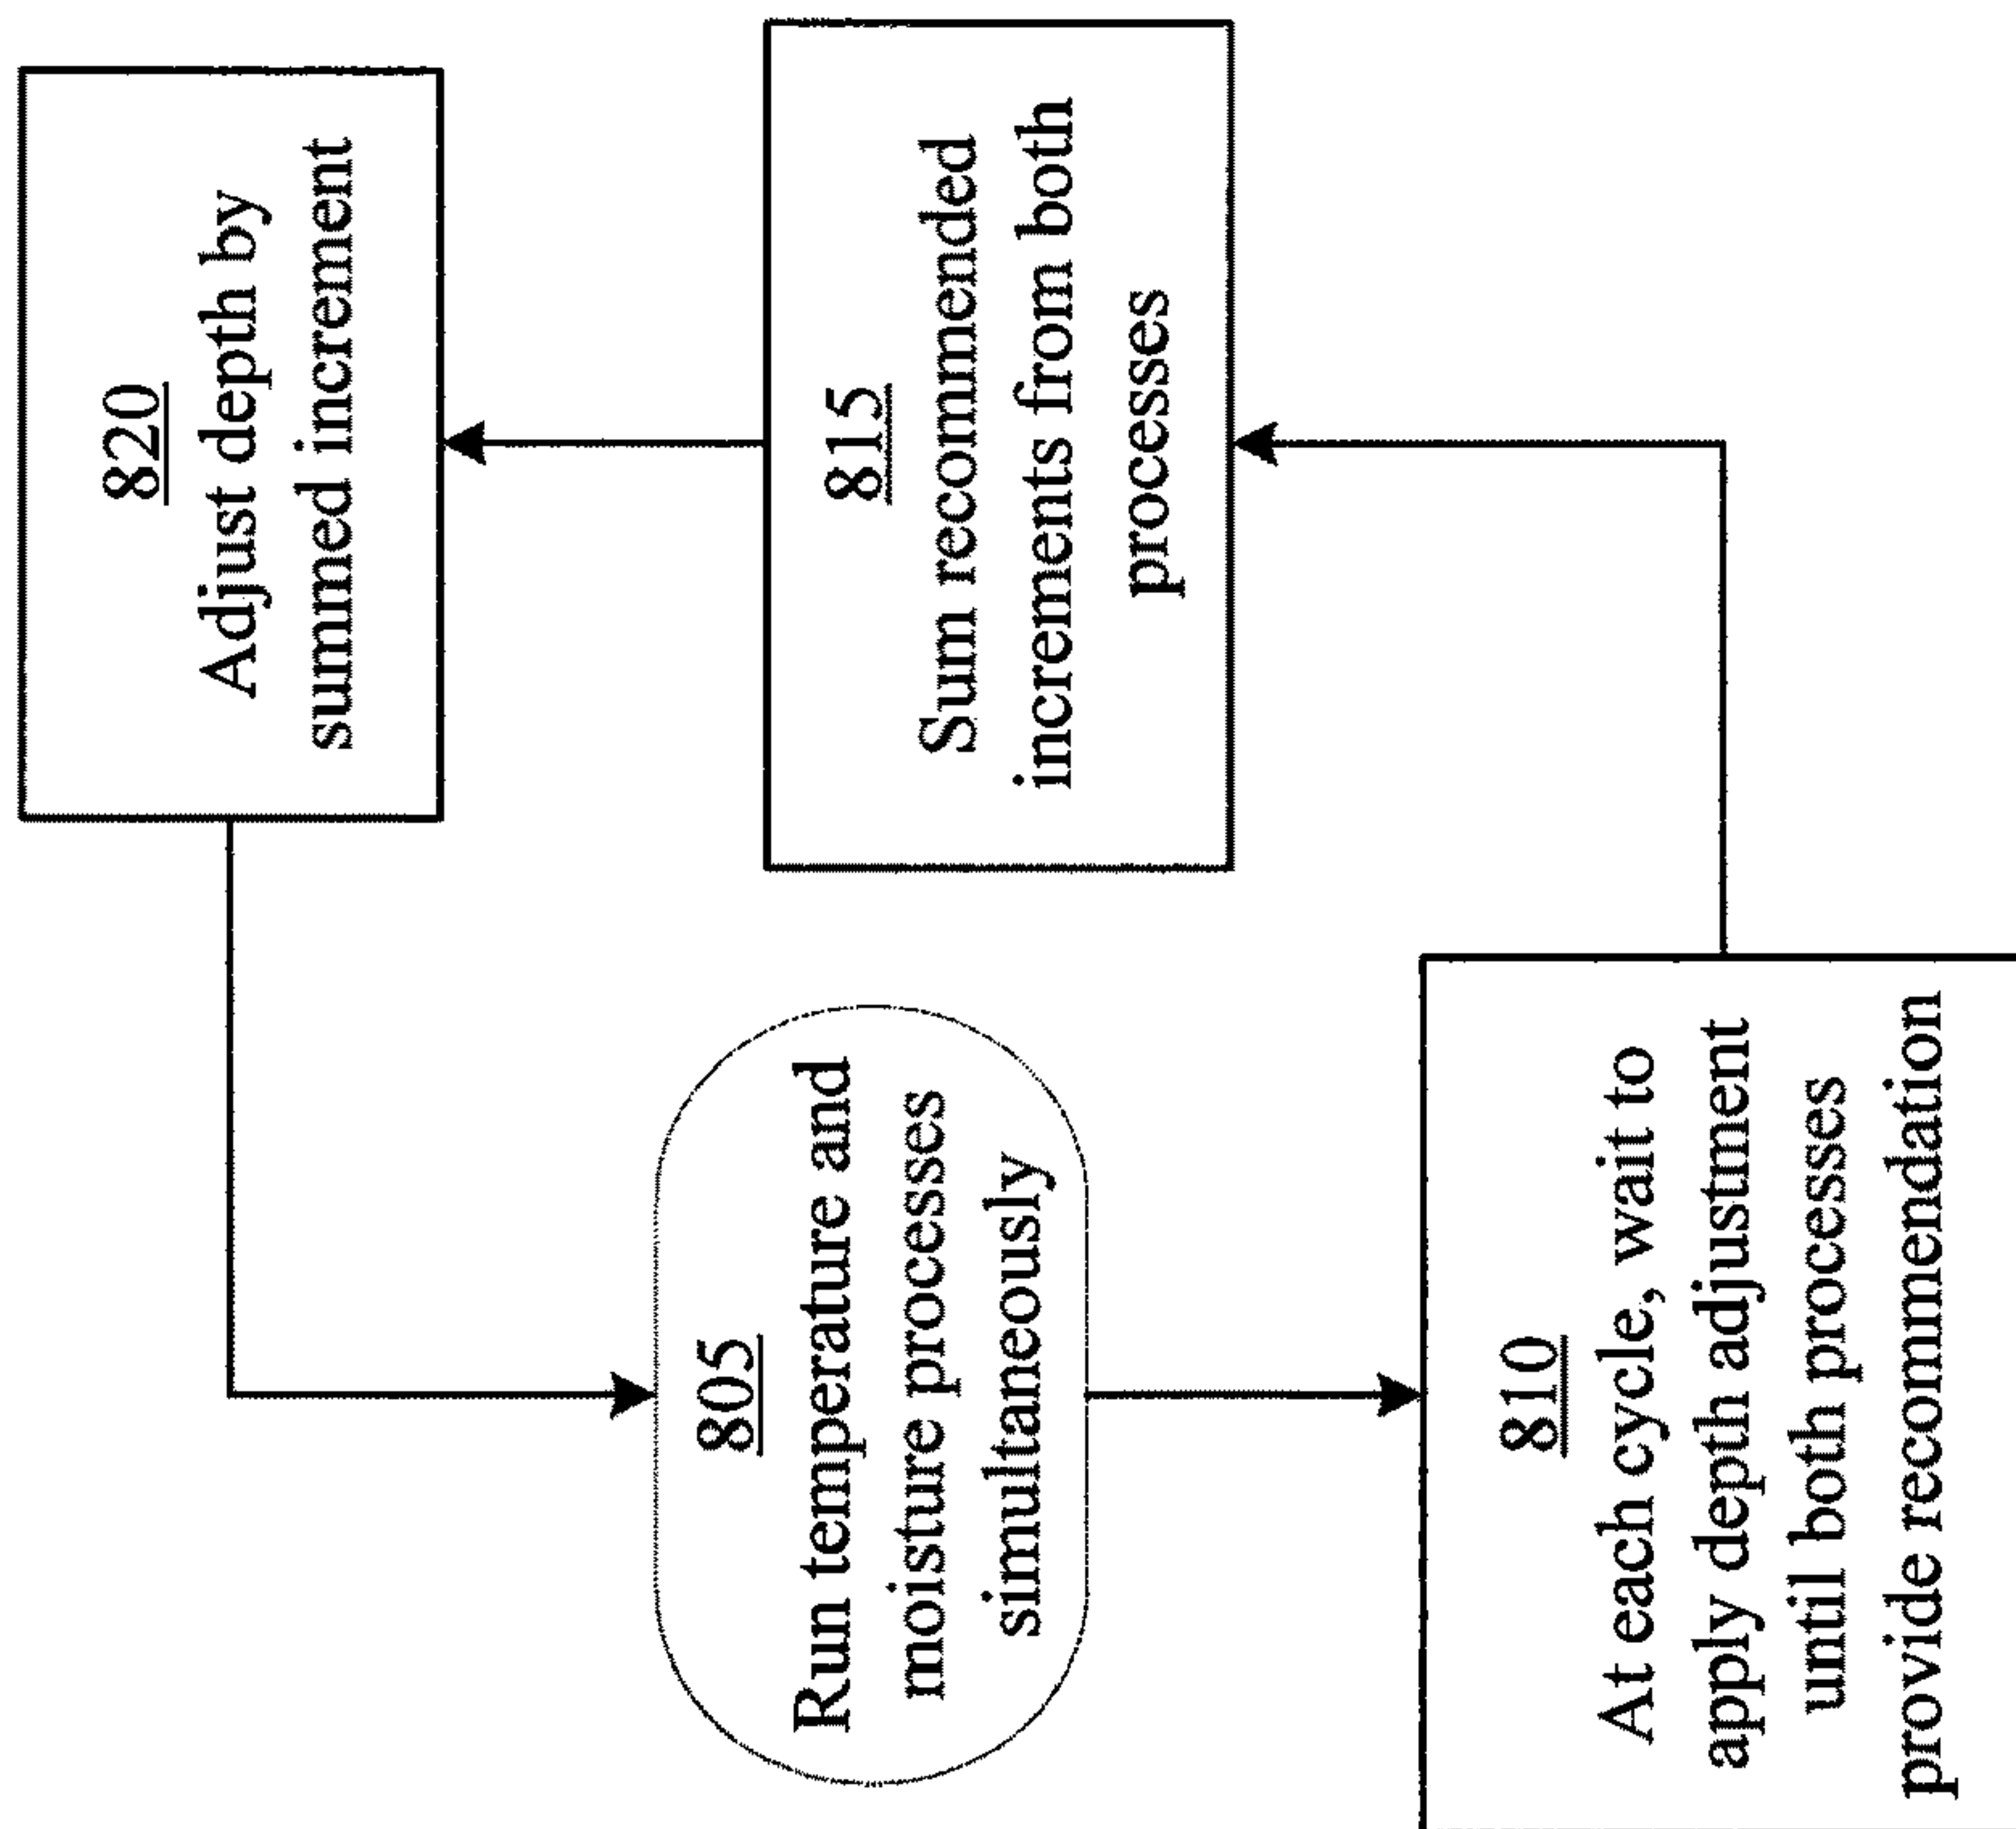 805
Run temperature and
moisture processes
simultaneously
810
At each cycle, wait to
apply depth adjustment
until both processes
provide recommendation
815
Sum recommended
increments from both
processes
820
Adjust depth by
summed increment